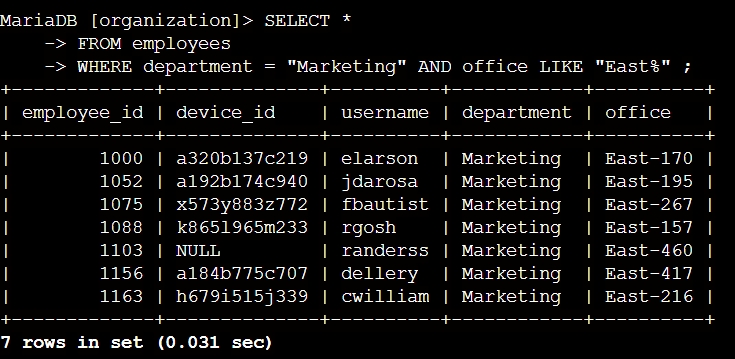 MariaDB [organization]> SELECT *
    -> FROM employees
    -> WHERE department = "Marketing" AND office LIKE "East%" ;
+-------------+--------------+----------+------------+----------+
| employee_id | device_id    | username | department | office   |
+-------------+--------------+----------+------------+----------+
|        1000 | a320b137c219 | elarson  | Marketing  | East-170 |
|        1052 | a192b174c940 | jdarosa  | Marketing  | East-195 |
|        1075 | x573y883z772 | fbautist | Marketing  | East-267 |
|        1088 | k865l965m233 | rgosh    | Marketing  | East-157 |
|        1103 | NULL         | randerss | Marketing  | East-460 |
|        1156 | a184b775c707 | dellery  | Marketing  | East-417 |
|        1163 | h679i515j339 | cwilliam | Marketing  | East-216 |
+-------------+--------------+----------+------------+----------+
7 rows in set (0.031 sec)